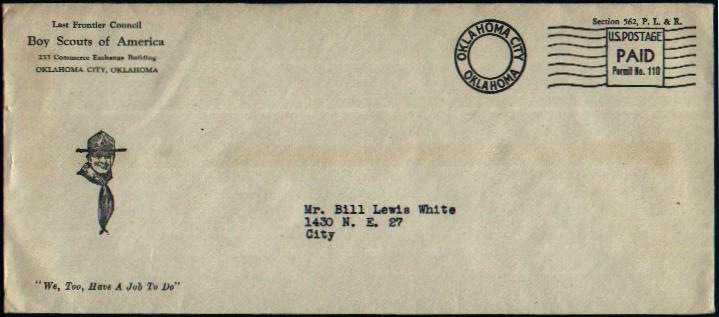 Last Frontier Council
Boy Scouts of America
233 Commerce Exchange Building
OKLAHOMA CITY, OKLAHOMA
OKLAHOMA CITY
OKLAHOMA
Section 562, P. L. & R.
U.S. POSTAGE
PAID
Permit No. 110
Mr. Bill Lewis White
1430 N. E. 27
City
"We, Too, Have A Job To Do"